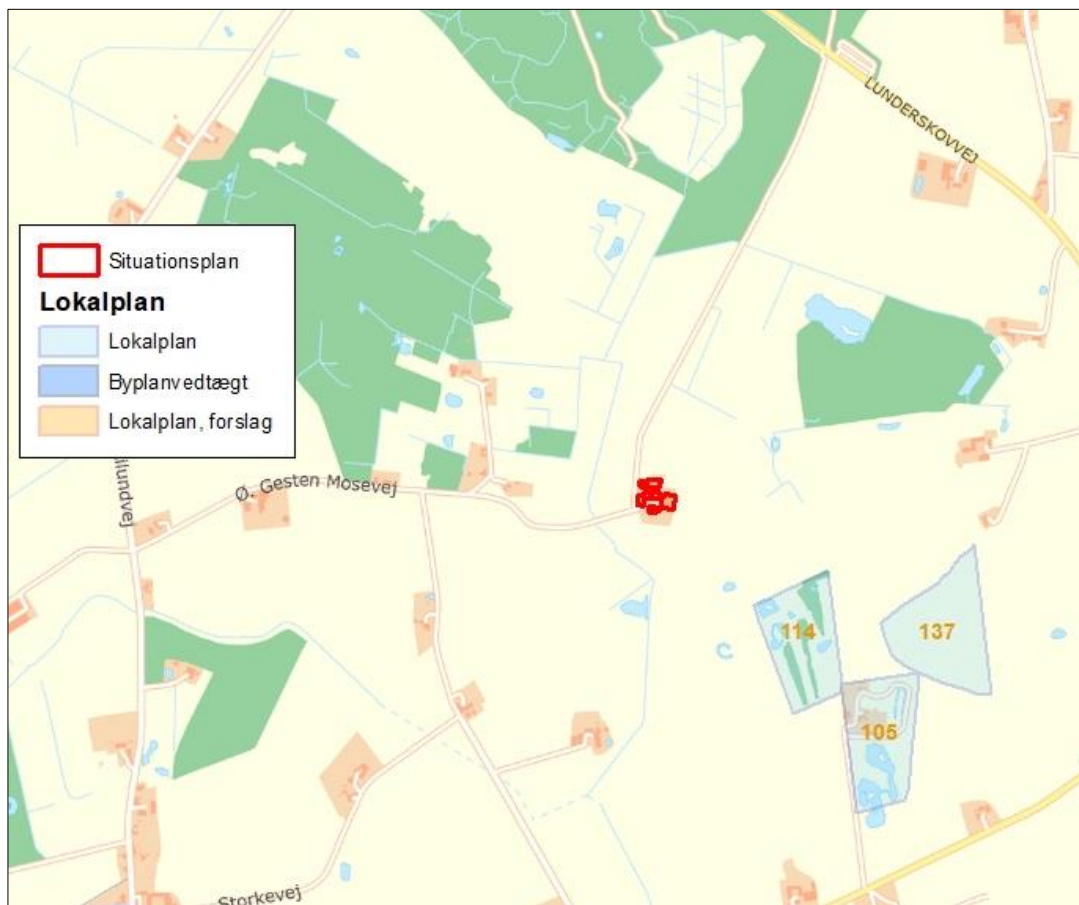 LUNDERSKOVVEJ
Situationsplan
Lokalplan
Lokalplan
Byplanvedtægt
Lokalplan, forslag
Ø. Gesten Mosevej
114
137
105
Storkevej